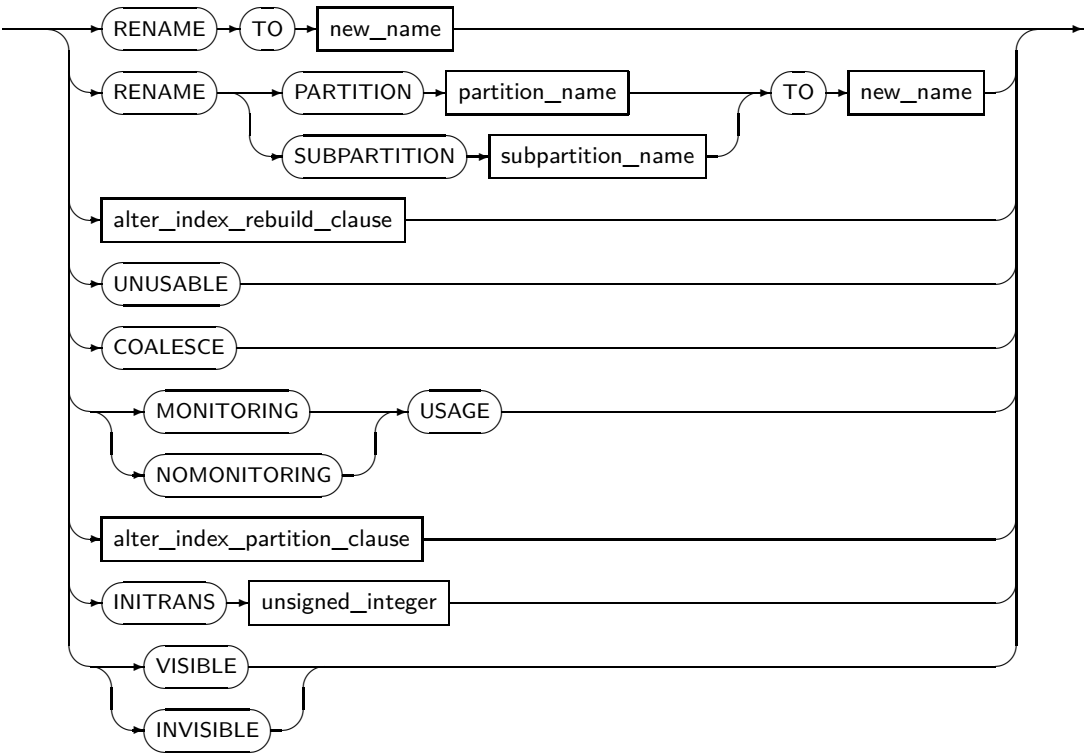 RENAME TO new_name
RENAME PARTITION partition_name TO new_name
SUBPARTITION subpartition_name
alter_index_rebuild_clause
UNUSABLE
COALESCE
MONITORING USAGE
NOMONITORING
alter_index_partition_clause
INITRANS unsigned_integer
VISIBLE
INVISIBLE